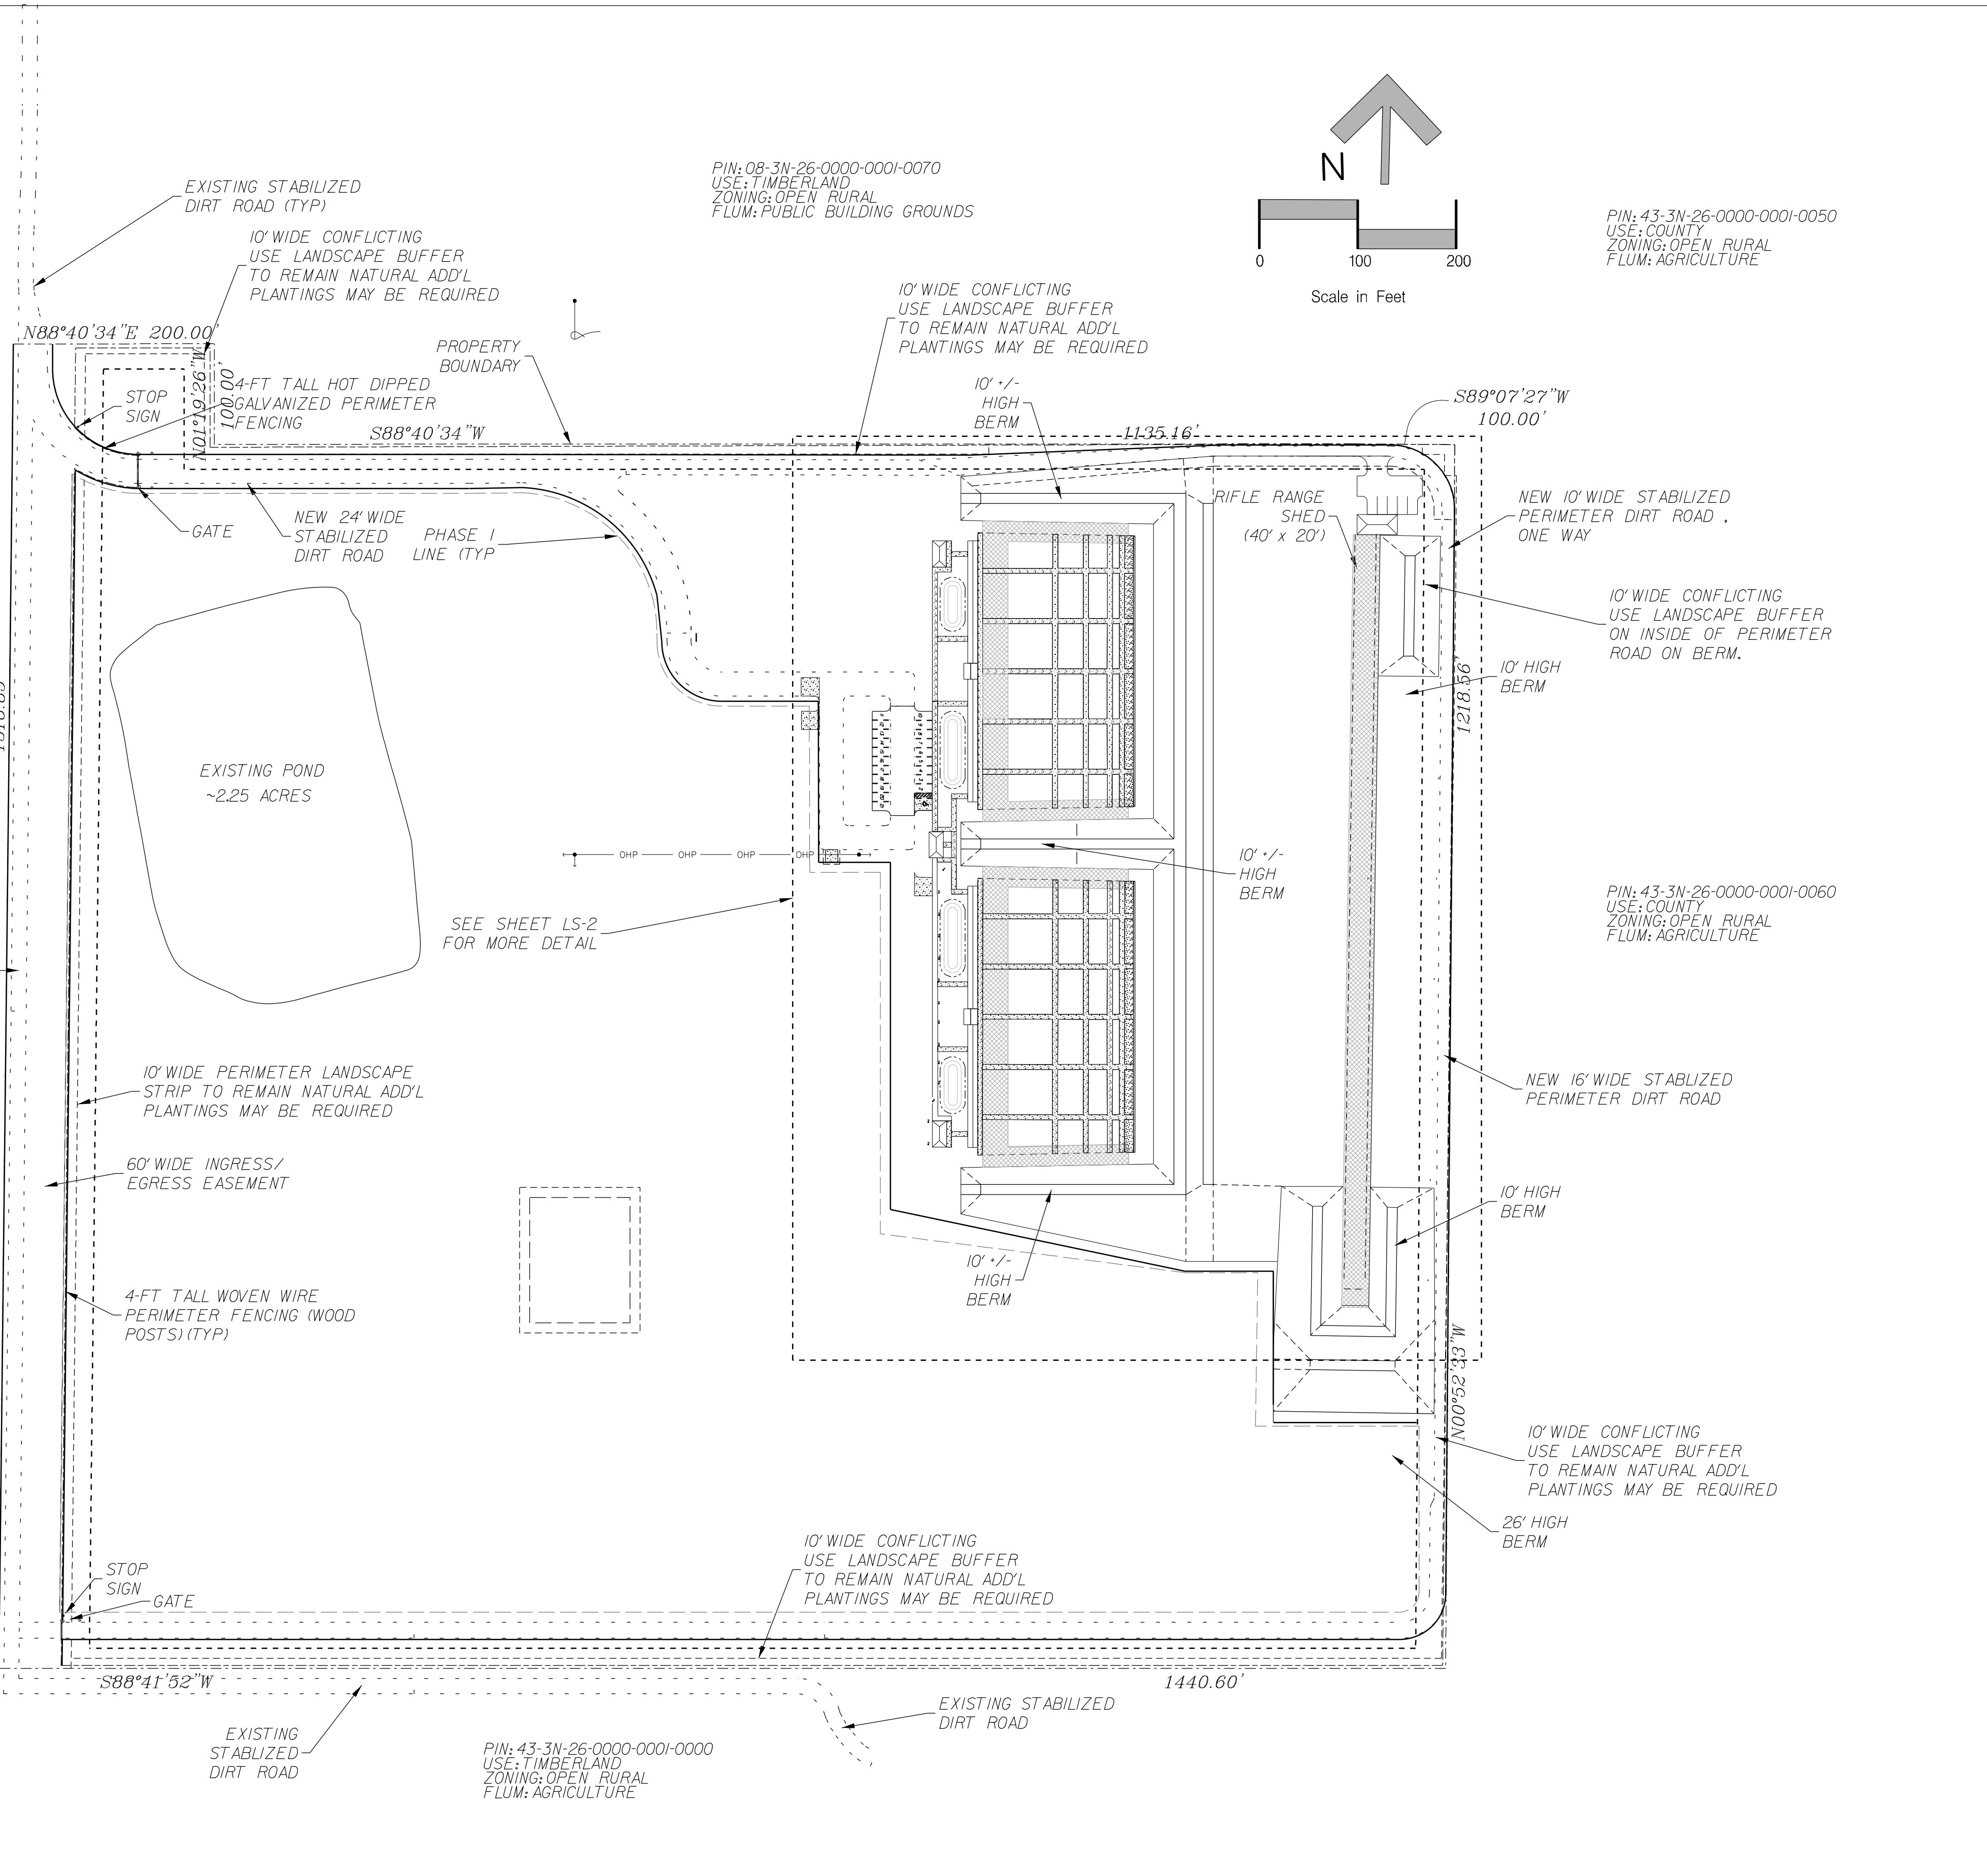 PIN: 08-3N-26-0000-0001-0070
USE: TIMBERLAND
ZONING: OPEN RURAL
FLUM: PUBLIC BUILDING GROUNDS
N
0 100 200
Scale in Feet
PIN: 43-3N-26-0000-0001-0050
USE: COUNTY
ZONING: OPEN RURAL
FLUM: AGRICULTURE
EXISTING STABILIZED
DIRT ROAD (TYP)
10' WIDE CONFLICTING
USE LANDSCAPE BUFFER
TO REMAIN NATURAL ADD'L
PLANTINGS MAY BE REQUIRED
10' WIDE CONFLICTING
USE LANDSCAPE BUFFER
TO REMAIN NATURAL ADD'L
PLANTINGS MAY BE REQUIRED
N88°40'34"E 200.00'
N01°19'26"W
100.00'
PROPERTY
BOUNDARY
STOP
SIGN
4-FT TALL HOT DIPPED
GALVANIZED PERIMETER
FENCING
S88°40'34"W
10' +/-
HIGH
BERM
1135.16'
S89°07'27"W
100.00'
GATE
NEW 24' WIDE
STABILIZED
DIRT ROAD
PHASE 1
LINE (TYP
RIFLE RANGE
SHED
(40' x 20')
NEW 10' WIDE STABILIZED
PERIMETER DIRT ROAD ,
ONE WAY
10' WIDE CONFLICTING
USE LANDSCAPE BUFFER
ON INSIDE OF PERIMETER
ROAD ON BERM.
10' HIGH
BERM
1218.56'
EXISTING POND
~2.25 ACRES
OHP OHP OHP OHP
10' +/-
HIGH
BERM
SEE SHEET LS-2
FOR MORE DETAIL
PIN: 43-3N-26-0000-0001-0060
USE: COUNTY
ZONING: OPEN RURAL
FLUM: AGRICULTURE
10' WIDE PERIMETER LANDSCAPE
STRIP TO REMAIN NATURAL ADD'L
PLANTINGS MAY BE REQUIRED
NEW 16' WIDE STABLIZED
PERIMETER DIRT ROAD
60' WIDE INGRESS/
EGRESS EASEMENT
10' HIGH
BERM
10' +/-
HIGH
BERM
4-FT TALL WOVEN WIRE
PERIMETER FENCING (WOOD
POSTS) (TYP)
N00°52'33"W
10' WIDE CONFLICTING
USE LANDSCAPE BUFFER
TO REMAIN NATURAL ADD'L
PLANTINGS MAY BE REQUIRED
26' HIGH
BERM
10' WIDE CONFLICTING
USE LANDSCAPE BUFFER
TO REMAIN NATURAL ADD'L
PLANTINGS MAY BE REQUIRED
STOP
SIGN
GATE
S88°41'52"W
1440.60'
EXISTING
STABLIZED
DIRT ROAD
EXISTING STABILIZED
DIRT ROAD
PIN: 43-3N-26-0000-0001-0000
USE: TIMBERLAND
ZONING: OPEN RURAL
FLUM: AGRICULTURE